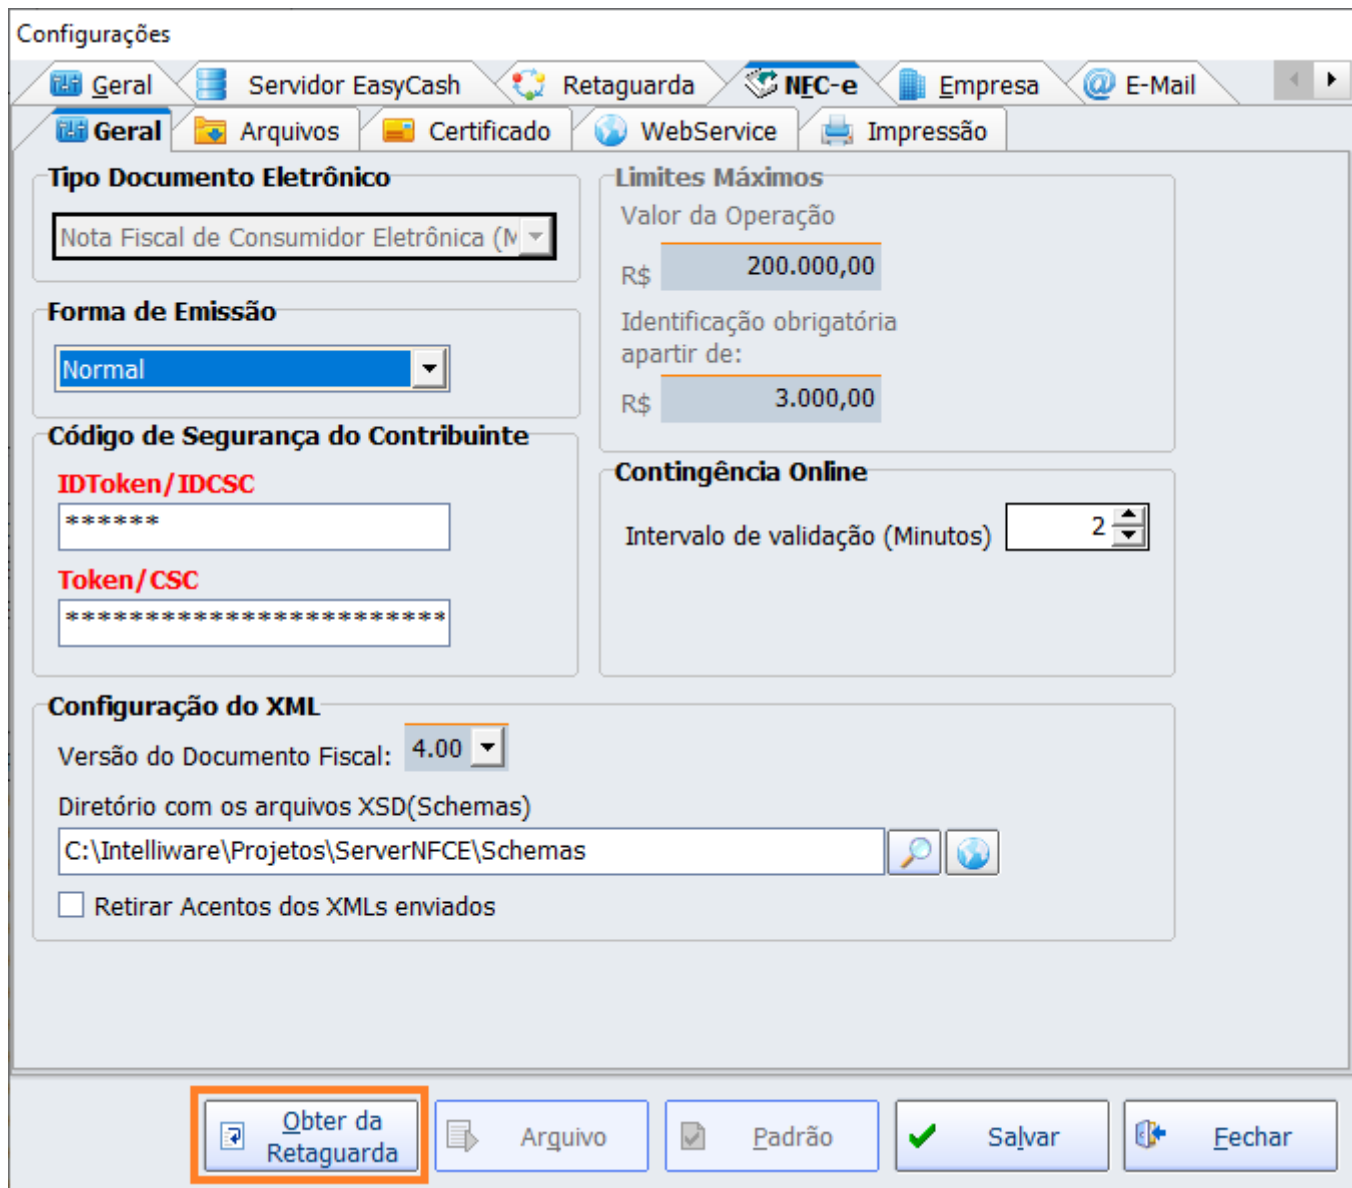 Configurações
Geral Servidor EasyCash Retaguarda NFC-e Empresa E-Mail
Geral Arquivos Certificado WebService Impressão
Tipo Documento Eletrônico
Nota Fiscal de Consumidor Eletrônica (M
Forma de Emissão
Normal
Código de Segurança do Contribuinte
IDToken/IDCSC
******
Token/CSC
************************
Limites Máximos
Valor da Operação
R$ 200.000,00
Identificação obrigatória
apartir de:
R$ 3.000,00
Contingência Online
Intervalo de validação (Minutos) 2
Configuração do XML
Versão do Documento Fiscal: 4.00
Diretório com os arquivos XSD(Schemas)
C:\Intelliware\Projetos\ServerNFCE\Schemas
Retirar Acentos dos XMLs enviados
Obter da
Retaguarda
Arquivo
Padrão
Salvar
Fechar